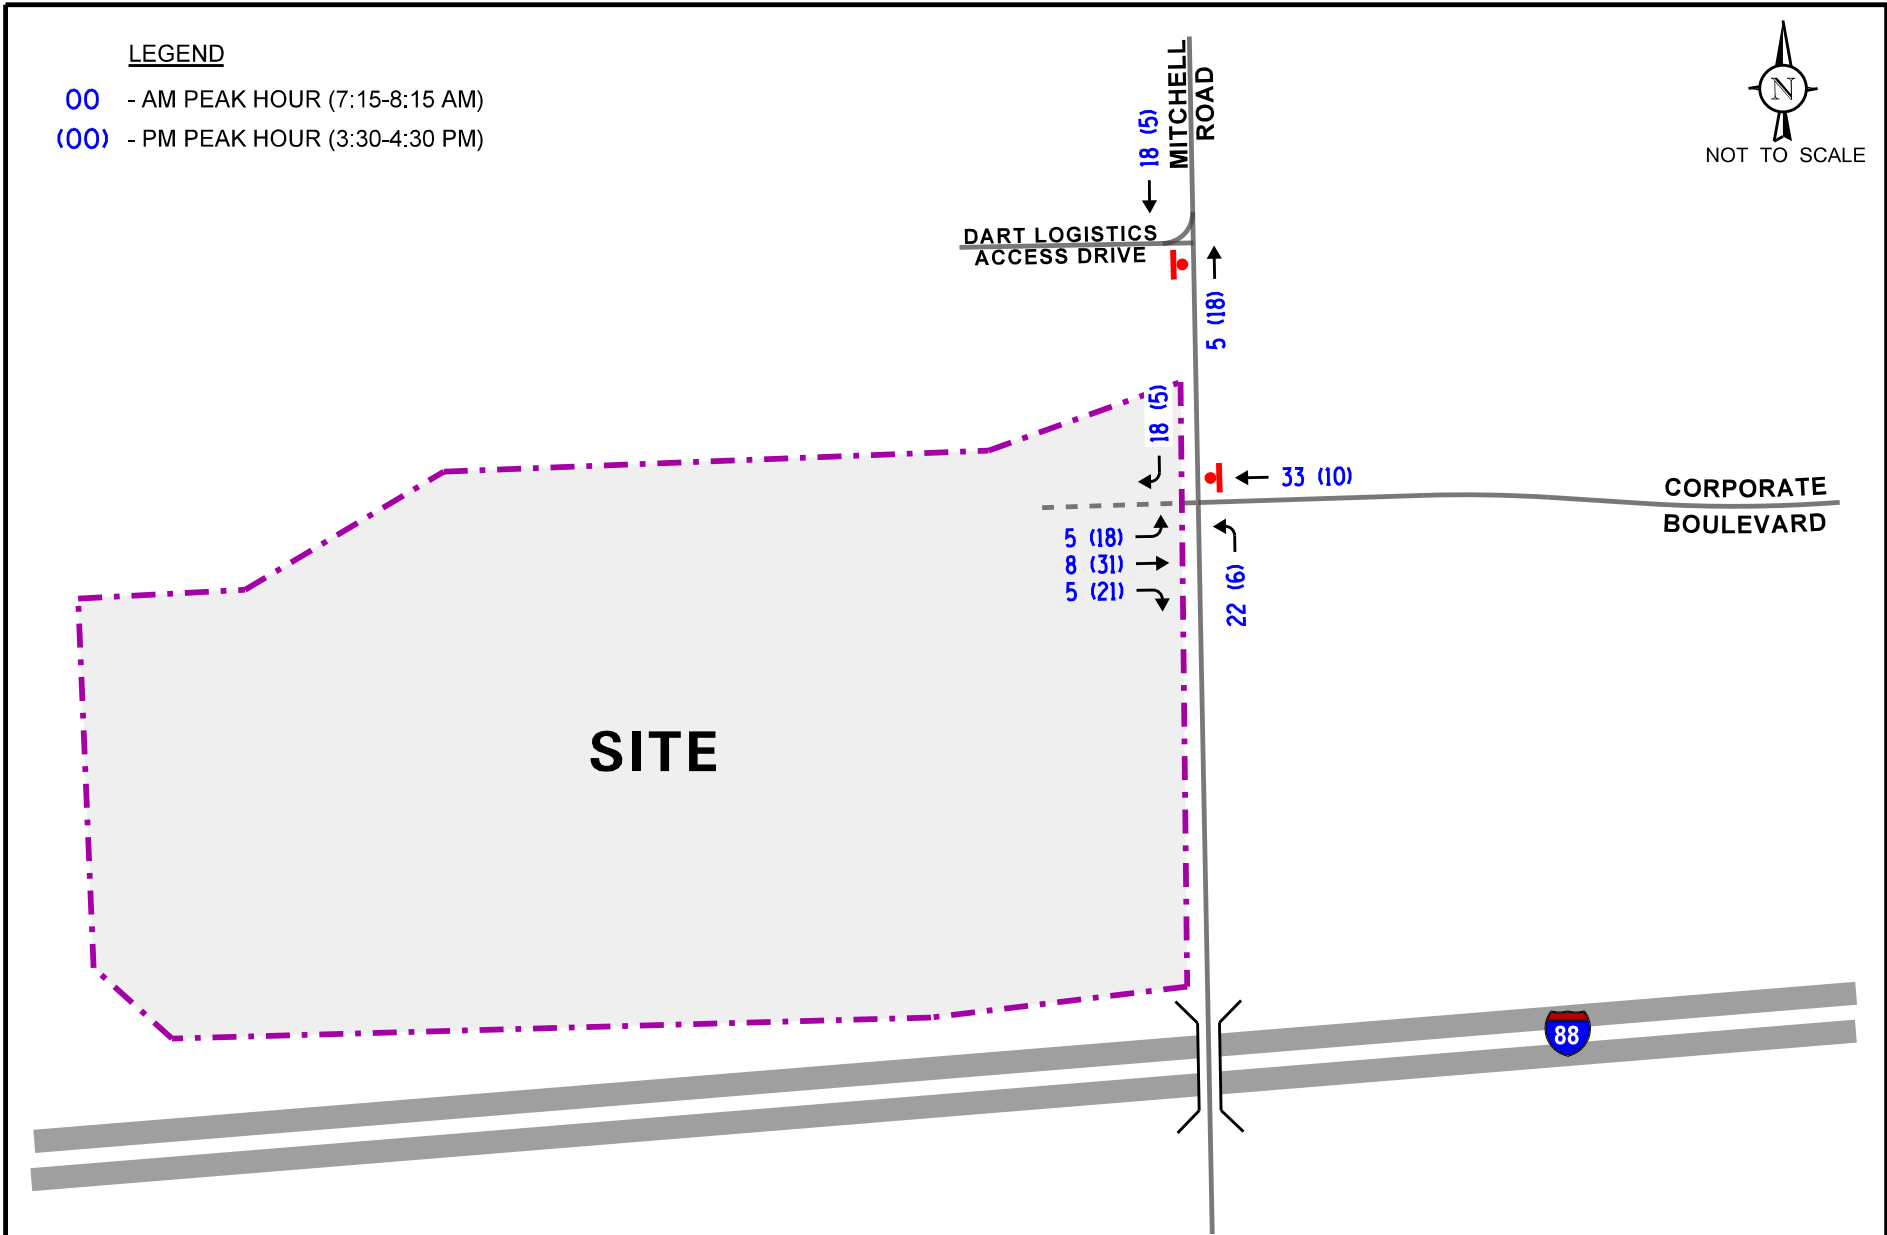 LEGEND
00 - AM PEAK HOUR (7:15-8:15 AM)
(00) - PM PEAK HOUR (3:30-4:30 PM)
N
NOT TO SCALE
MITCHELL
ROAD
18 (5)
DART LOGISTICS
ACCESS DRIVE
5 (18)
18 (5)
33 (10)
CORPORATE
BOULEVARD
5 (18)
8 (31)
5 (21)
22 (6)
SITE
88